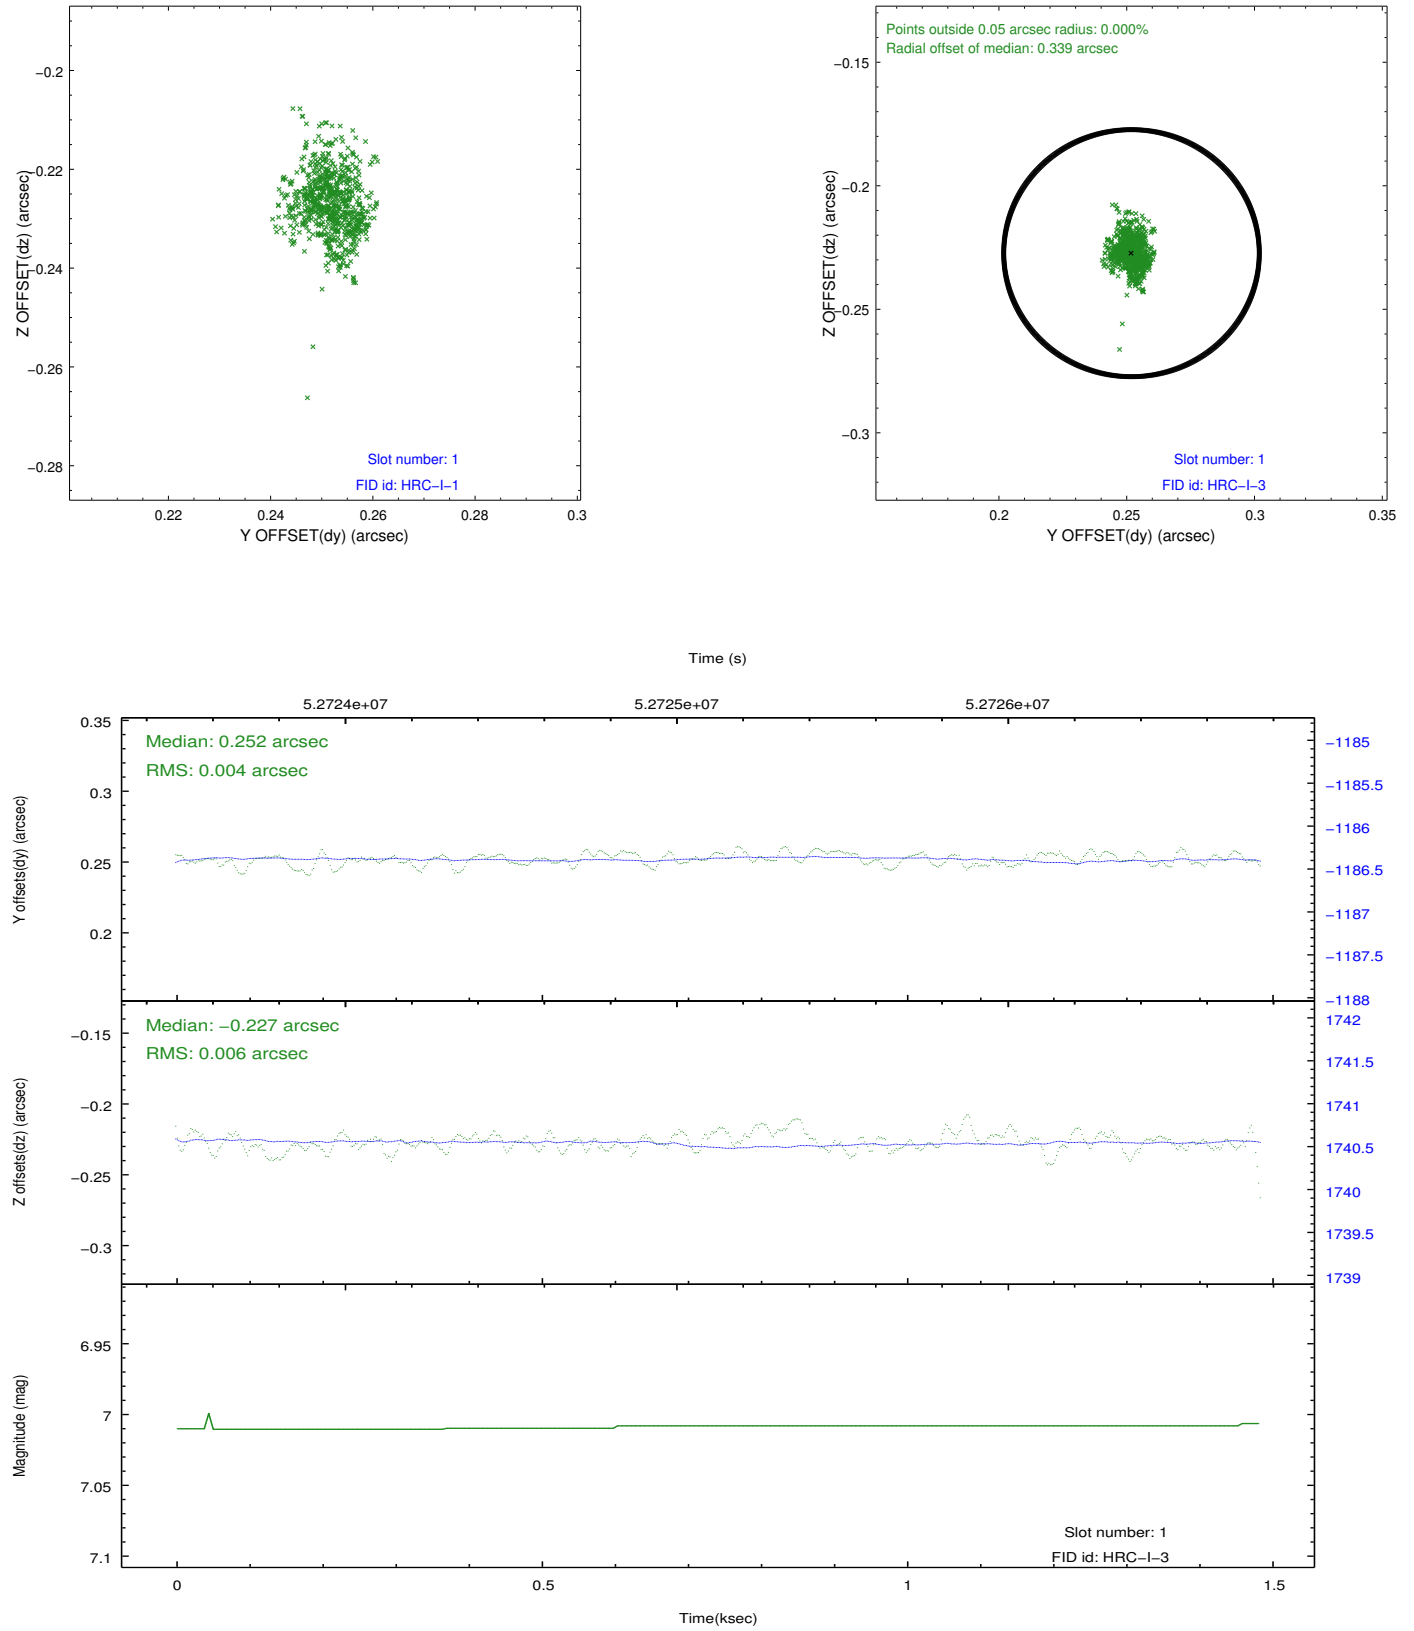 −0.2
−0.22
−0.24
−0.26
−0.28
Z OFFSET(dz) (arcsec)
Slot number: 1
FID id: HRC−I−1
0.22
0.24
0.26
0.28
0.3
Y OFFSET(dy) (arcsec)
Points outside 0.05 arcsec radius: 0.000%
Radial offset of median: 0.339 arcsec
−0.15
−0.2
−0.25
−0.3
Z OFFSET(dz) (arcsec)
Slot number: 1
FID id: HRC−I−3
0.2
0.25
0.3
0.35
Y OFFSET(dy) (arcsec)
Time (s)
5.2724e+07
5.2725e+07
5.2726e+07
Y offsets(dy) (arcsec)
0.35
0.3
0.25
0.2
Median: 0.252 arcsec
RMS: 0.004 arcsec
−1185
−1185.5
−1186
−1186.5
−1187
−1187.5
−1188
Z offsets(dz) (arcsec)
−0.15
−0.2
−0.25
−0.3
Median: −0.227 arcsec
RMS: 0.006 arcsec
1742
1741.5
1741
1740.5
1740
1739.5
1739
Magnitude (mag)
6.95
7
7.05
7.1
Slot number: 1
FID id: HRC−I−3
0
0.5
1
1.5
Time(ksec)